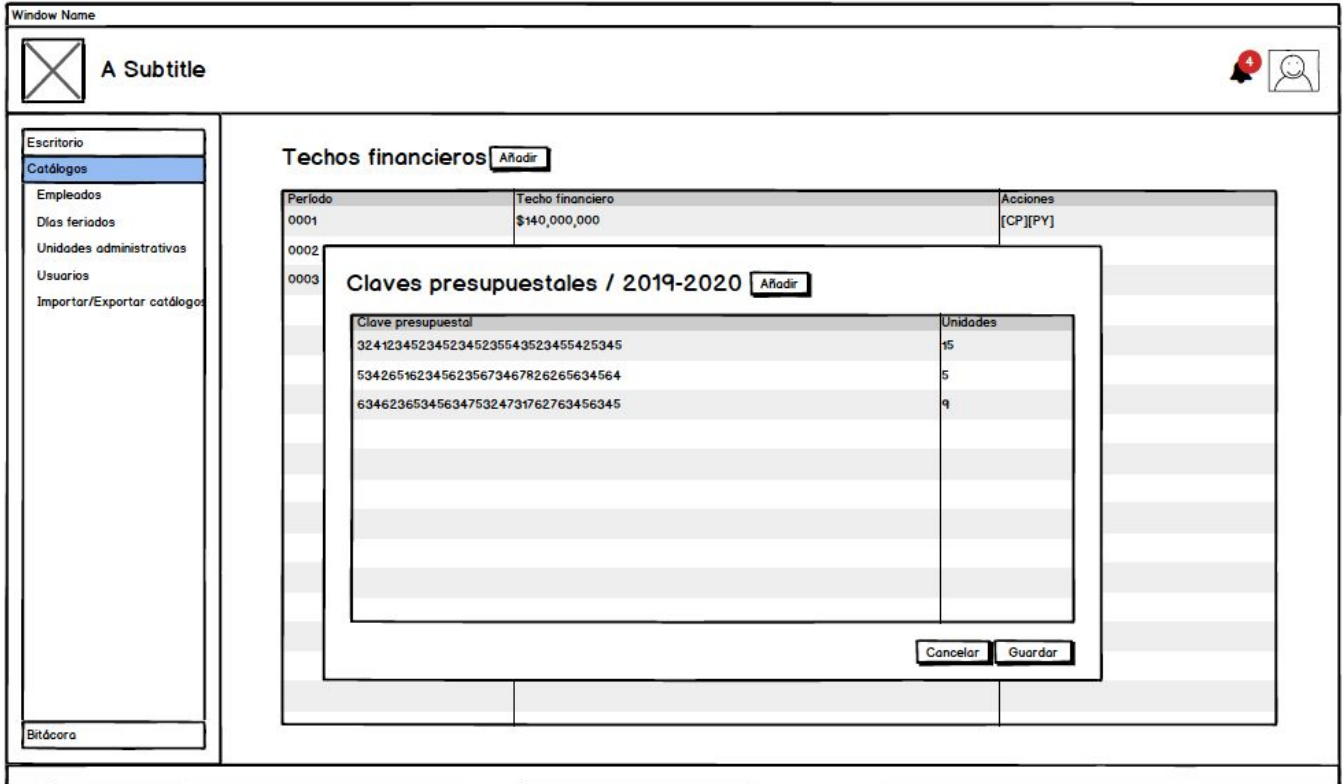 Window Name
A Subtitle
4
Escritorio
Catálogos
Empleados
Días feriados
Unidades administrativas
Usuarios
Importar/Exportar catálogos
Bitácora
Techos financieros Añadir
Período Techo financiero Acciones
0001 $140,000,000 [CP][PY]
0002
0003
Claves presupuestales / 2019-2020 Añadir
Clave presupuestal Unidades
3241234523452345235543523455425345 15
5342651623456235673467826265634564 5
6346236534563475324731762763456345 9
Cancelar Guardar